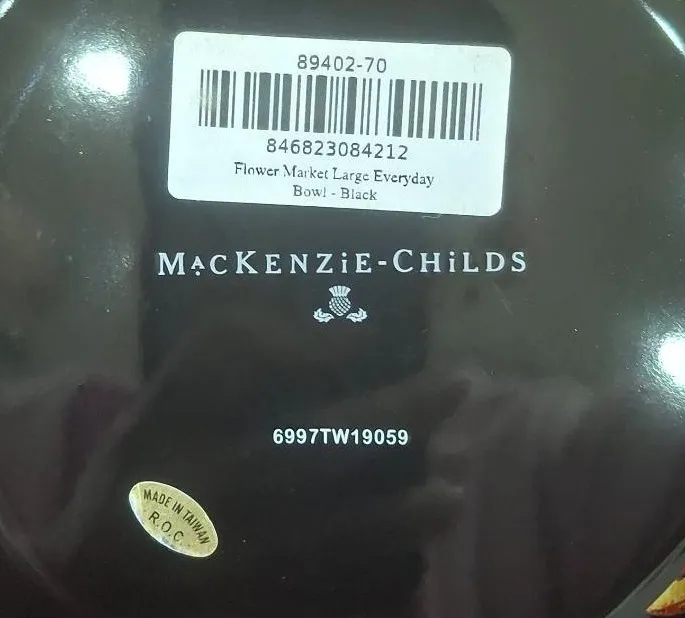 89402-70
846823084212
Flower Market Large Everyday
Bowl - Black
MACKENZiE-CHiLDS
6997TW19059
MADE IN TAIWAN
R.O.C.